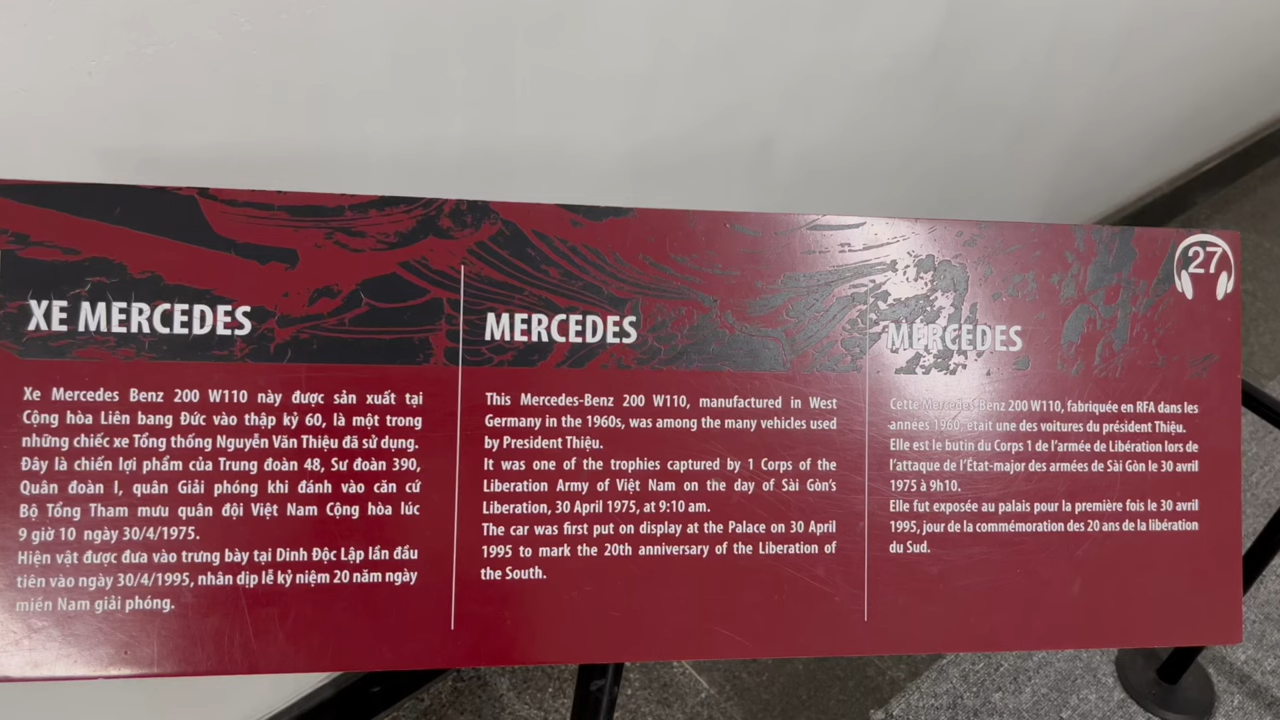 27
XE MERCEDES
Xe Mercedes Benz 200 W110 này được sản xuất tại
Cộng hòa Liên bang Đức vào thập kỷ 60, là một trong
những chiếc xe Tổng thống Nguyễn Văn Thiệu đã sử dụng.
Đây là chiến lợi phẩm của Trung đoàn 48, Sư đoàn 390,
Quân đoàn I, quân Giải phóng khi đánh vào căn cứ
Bộ Tổng Tham mưu quân đội Việt Nam Cộng hòa lúc
9 giờ 10 ngày 30/4/1975.
Hiện vật được đưa vào trưng bày tại Dinh Độc Lập lần đầu
tiên vào ngày 30/4/1995, nhân dịp lễ kỷ niệm 20 năm ngày
miền Nam giải phóng.
MERCEDES
This Mercedes-Benz 200 W110, manufactured in West
Germany in the 1960s, was among the many vehicles used
by President Thiệu.
It was one of the trophies captured by 1 Corps of the
Liberation Army of Việt Nam on the day of Sài Gòn's
Liberation, 30 April 1975, at 9:10 am.
The car was first put on display at the Palace on 30 April
1995 to mark the 20th anniversary of the Liberation of
the South.
MERCEDES
Cette Mercedes-Benz 200 W110, fabriquée en RFA dans les
années 1960, était une des voitures du président Thiệu.
Elle est le butin du Corps 1 de l'armée de Libération lors de
l'attaque de l'État-major des armées de Sài Gòn le 30 avril
1975 à 9h10.
Elle fut exposée au palais pour la première fois le 30 avril
1995, jour de la commémoration des 20 ans de la libération
du Sud.